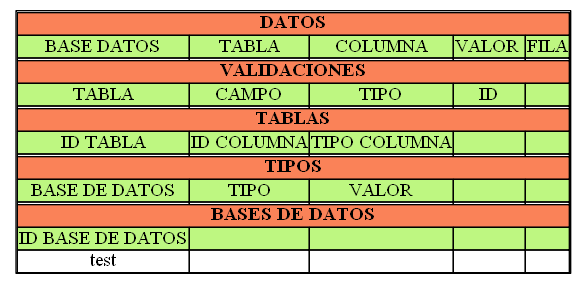 DATOS
BASE DATOS TABLA COLUMNA VALOR FILA
VALIDACIONES
TABLA CAMPO TIPO ID
TABLAS
ID TABLA ID COLUMNA TIPO COLUMNA
TIPOS
BASE DE DATOS TIPO VALOR
BASES DE DATOS
ID BASE DE DATOS
test